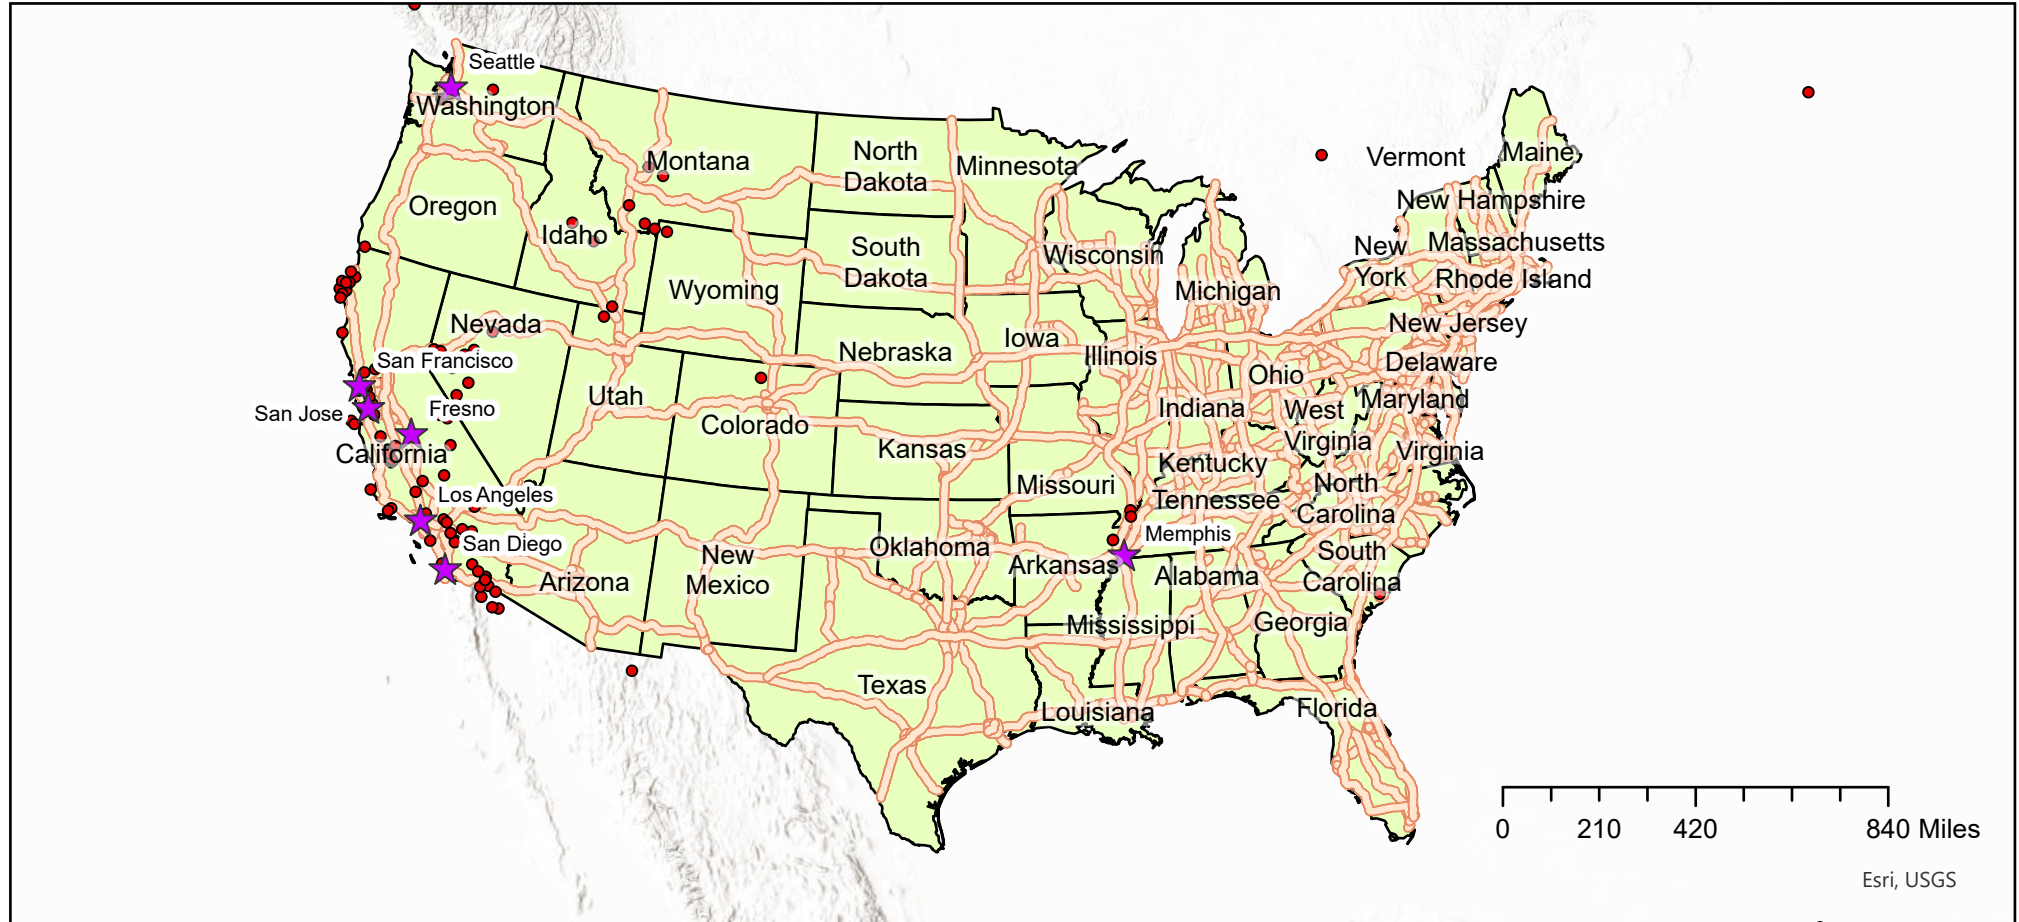 Seattle
Washington
Montana
North
Dakota
Minnesota
Vermont
Maine
Oregon
Idaho
New Hampshire
South
Dakota
Wisconsin
New
York
Massachusetts
Rhode Island
Wyoming
Michigan
Nevada
New Jersey
San Francisco
Nebraska
Iowa
Illinois
Ohio
Delaware
Utah
San Jose
Fresno
Colorado
Indiana
West
Virginia
Maryland
California
Kansas
Kentucky
Virginia
Los Angeles
Missouri
Tennessee
North
Carolina
San Diego
New
Mexico
Oklahoma
Memphis
Arkansas
South
Carolina
Arizona
Alabama
Mississippi
Georgia
Texas
Louisiana
Florida
0 210 420 840 Miles
Esri, USGS